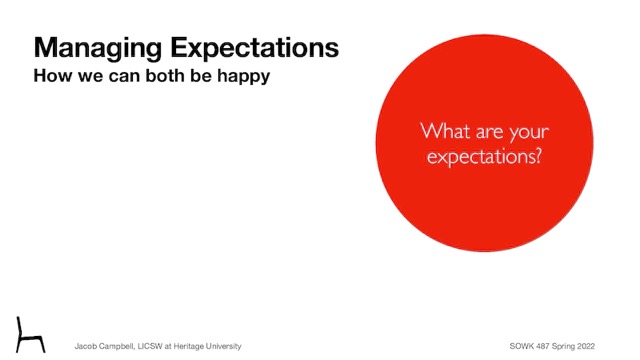 Managing Expectations
How we can both be happy
What are your
expectations?
Jacob Campbell, LICSW at Heritage University
SOWK 487 Spring 2022